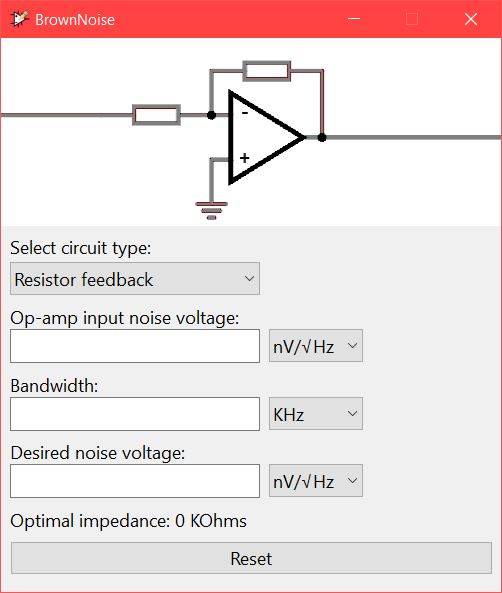 BrownNoise
-
+
Select circuit type:
Resistor feedback
Op-amp input noise voltage:
nV/√Hz
Bandwidth:
KHz
Desired noise voltage:
nV/√Hz
Optimal impedance: 0 KOhms
Reset